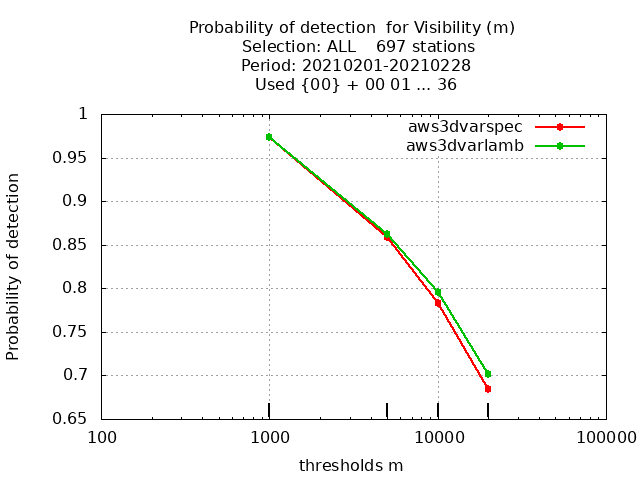 Probability of detection  for Visibility (m)
Selection: ALL    697 stations
Period: 20210201-20210228
Used {00} + 00 01 ... 36
aws3dvarspec
aws3dvarlamb
Probability of detection
1
0.95
0.9
0.85
0.8
0.75
0.7
0.65
100 1000 10000 100000
thresholds m